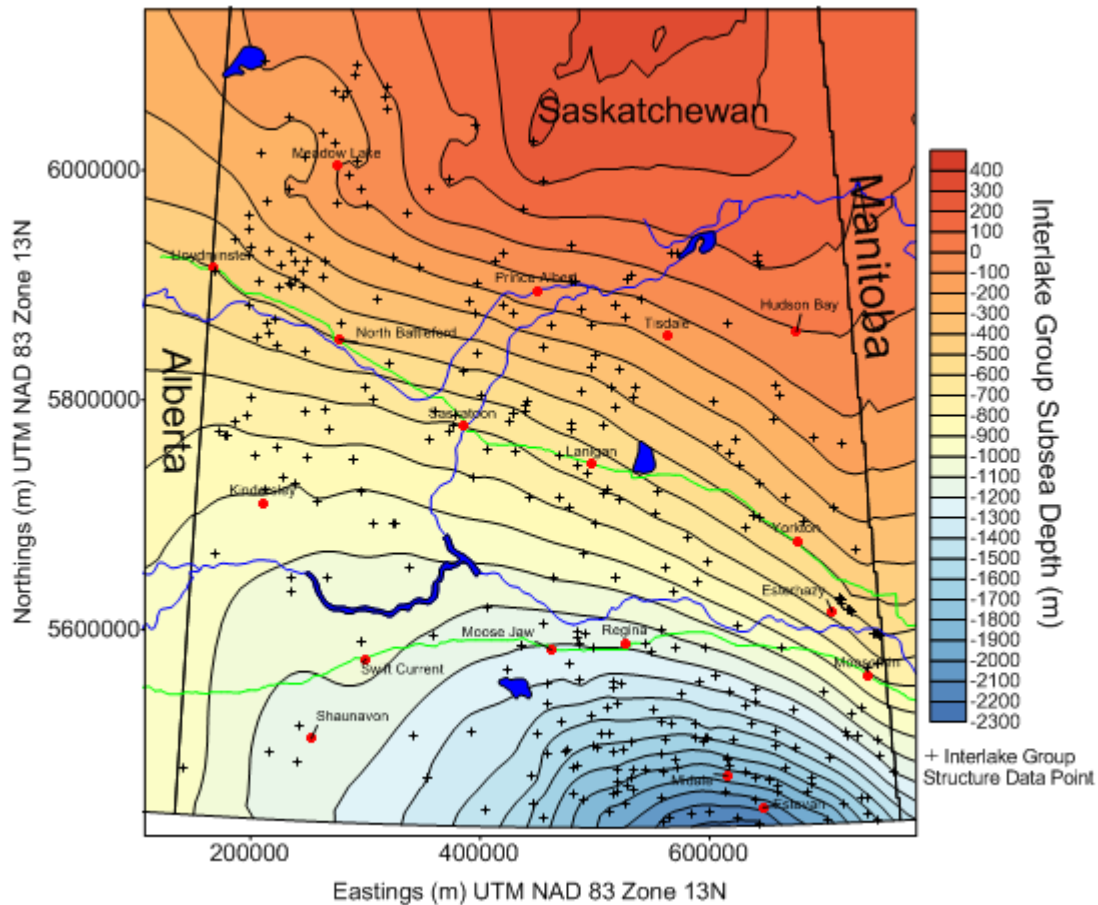 Saskatchewan
Manitoba
Alberta
Meadow Lake
Lloydminster
Prince Albert
Hudson Bay
North Battleford
Tisdale
Saskatoon
Lanigan
Kindersley
Yorkton
Esterhazy
Moose Jaw
Regina
Moosomin
Swift Current
Shaunavon
Midale
Estevan
6000000
5800000
5600000
Northings (m) UTM NAD 83 Zone 13N
200000
400000
600000
Eastings (m) UTM NAD 83 Zone 13N
400
300
200
100
0
-100
-200
-300
-400
-500
-600
-700
-800
-900
-1000
-1100
-1200
-1300
-1400
-1500
-1600
-1700
-1800
-1900
-2000
-2100
-2200
-2300
Interlake Group Subsea Depth (m)
+ Interlake Group
Structure Data Point